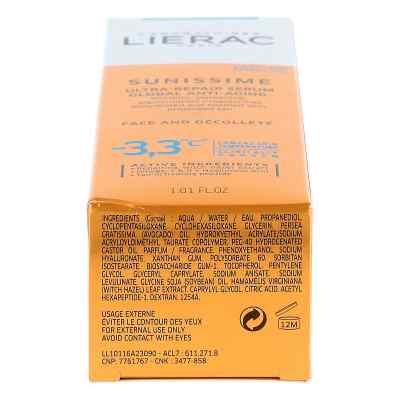 LIERAC
SUNISSIME
ULTRA-REPAIR SERUM
GLOBAL ANTI-AGING
FACE AND DECOLLETE
-3,3°C
ACTIVE INGREDIENTS
1.01 FL.OZ
INGREDIENTS : AQUA / WATER / EAU, PROPANEDIOL,
CYCLOPENTASILOXANE, CYCLOHEXASILOXANE, GLYCERIN, PERSEA
GRATISSIMA (AVOCADO) OIL, HYDROXYETHYL ACRYLATE/SODIUM
ACRYLOYLDIMETHYL TAURATE COPOLYMER, PEG-40 HYDROGENATED
CASTOR OIL, PARFUM / FRAGRANCE, PHENOXYETHANOL, SODIUM
HYALURONATE, XANTHAN GUM, POLYSORBATE 60, SORBITAN
ISOSTEARATE, BIOSACCHARIDE GUM-1, TOCOPHEROL, PENTYLENE
GLYCOL, GLYCERYL CAPRYLATE, SODIUM ANISATE, SODIUM
LEVULINATE, GLYCINE SOJA (SOYBEAN) OIL, HAMAMELIS VIRGINIANA
(WITCH HAZEL) LEAF EXTRACT, CAPRYLYL GLYCOL, CITRIC ACID, ACETYL
HEXAPEPTIDE-1, DEXTRAN. 1254A.
USAGE EXTERNE
ÉVITER LE CONTOUR DES YEUX
FOR EXTERNAL USE ONLY
AVOID CONTACT WITH EYES
12M
LL10116A23090 - ACL7 : 611.271.8
CNP : 7761767 - CNK : 3477-858